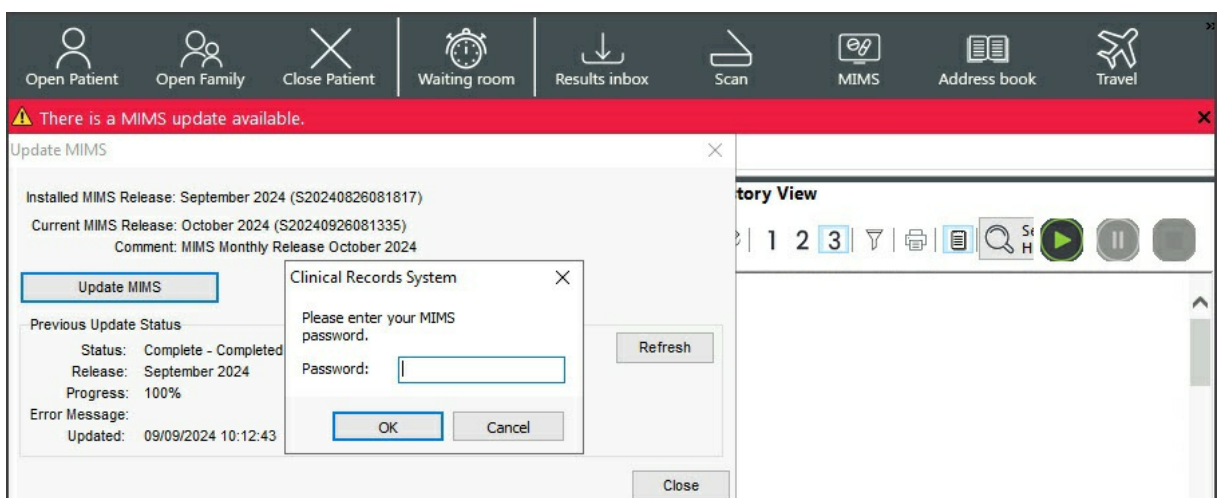 Open Patient Open Family Close Patient Waiting room Results inbox Scan MIMS Address book Travel
There is a MIMS update available.
Update MIMS
Installed MIMS Release: September 2024 (S20240826081817)
Current MIMS Release: October 2024 (S20240926081335)
Comment: MIMS Monthly Release October 2024
Update MIMS
Previous Update Status
Status: Complete - Completed
Release: September 2024
Progress: 100%
Error Message:
Updated: 09/09/2024 10:12:43
Refresh
Close
Clinical Records System
Please enter your MIMS
password.
Password:
OK Cancel
tory View
1 2 3